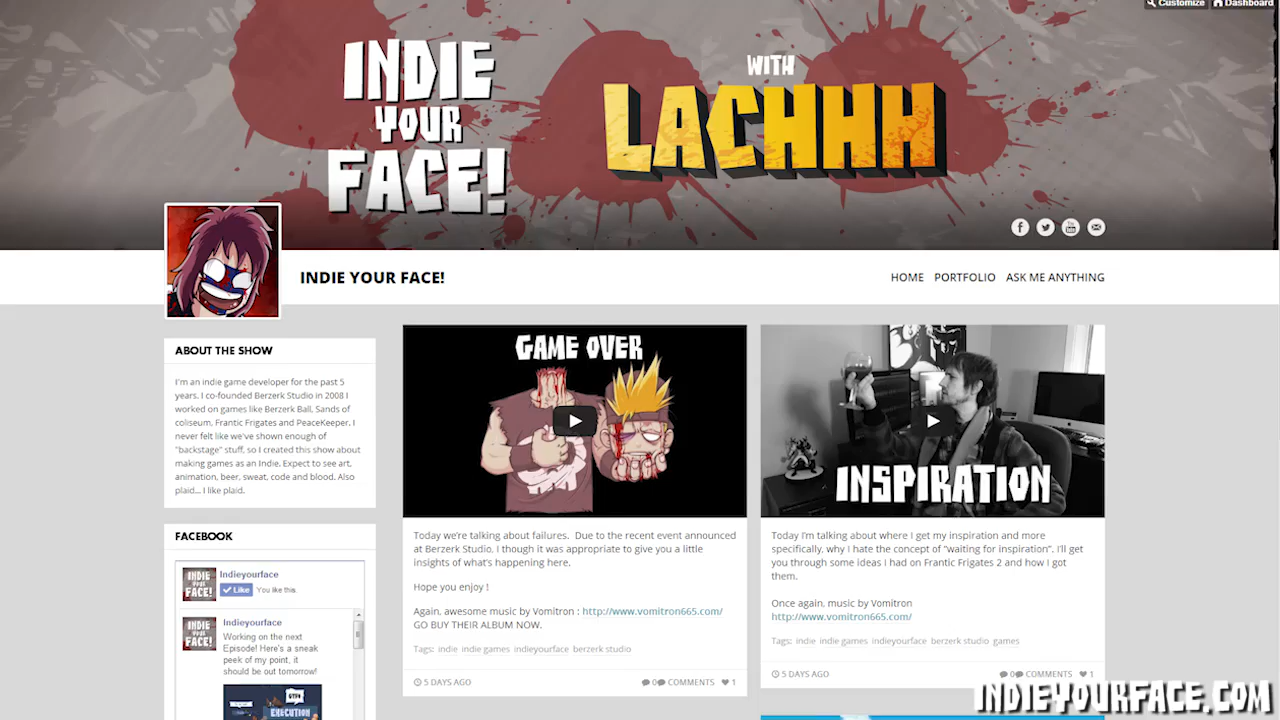 Customize Dashboard
INDIE
YOUR
FACE!
WITH
LACHHH
INDIE YOUR FACE!
HOME PORTFOLIO ASK ME ANYTHING
ABOUT THE SHOW
I'm an indie game developer for the past 5
years. I co-founded Berzerk Studio in 2008 I
worked on games like Berzerk Ball, Sands of
coliseum, Frantic Frigates and PeaceKeeper. I
never felt like we've shown enough of
"backstage" stuff, so I created this show about
making games as an Indie. Expect to see art,
animation, beer, sweat, code and blood. Also
plaid... I like plaid.
FACEBOOK
INDIE
YOUR
FACE!
Indieyourface
Like You like this.
INDIE
YOUR
FACE!
Indieyourface
Working on the next
Episode! Here's a sneak
peek of my point, it
should be out tomorrow!
EXECUTION
GAME OVER
Today we're talking about failures. Due to the recent event announced
at Berzerk Studio, I though it was appropriate to give you a little
insights of what's happening here.
Hope you enjoy !
Again, awesome music by Vomitron : http://www.vomitron665.com/
GO BUY THEIR ALBUM NOW.
Tags: indie indie games indieyourface berzerk studio
5 DAYS AGO
0 COMMENTS 1
INSPIRATION
Today I'm talking about where I get my inspiration and more
specifically, why I hate the concept of "waiting for inspiration". I'll get
you through some ideas I had on Frantic Frigates 2 and how I got
them.
Once again, music by Vomitron
http://www.vomitron665.com/
Tags: indie indie games indieyourface berzerk studio games
5 DAYS AGO
0 COMMENTS 1
INDIEYOURFACE.COM